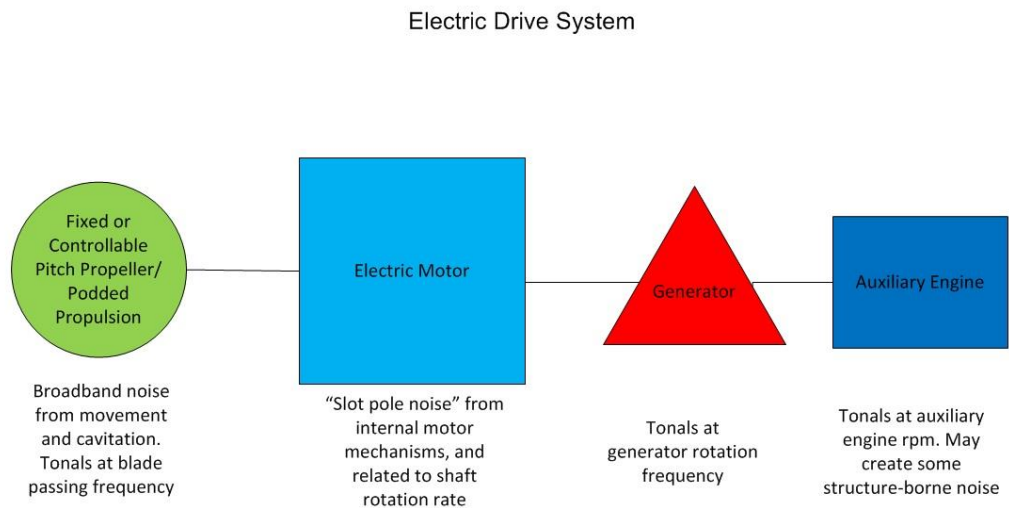 Electric Drive System
Fixed or
Controllable
Pitch Propeller/
Podded
Propulsion
Electric Motor
Generator
Auxiliary Engine
Broadband noise
from movement
and cavitation.
Tonals at blade
passing frequency
“Slot pole noise” from
internal motor
mechanisms, and
related to shaft
rotation rate
Tonals at
generator rotation
frequency
Tonals at auxiliary
engine rpm. May
create some
structure-borne noise